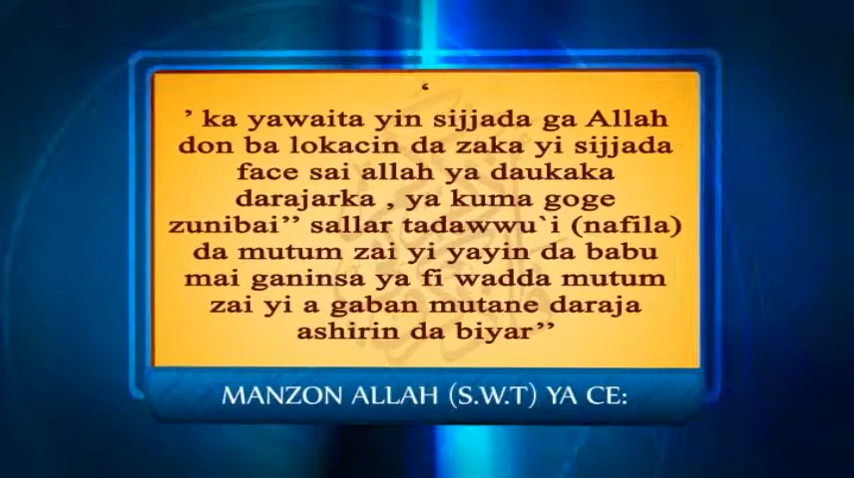 ‘
’ ka yawaita yin sijjada ga Allah
don ba lokacin da zaka yi sijjada
face sai allah ya daukaka
darajarka , ya kuma goge
zunibai’’ sallar tadawwu`i (nafila)
da mutum zai yi yayin da babu
mai ganinsa ya fi wadda mutum
zai yi a gaban mutane daraja
ashirin da biyar’’
MANZON ALLAH (S.W.T) YA CE: